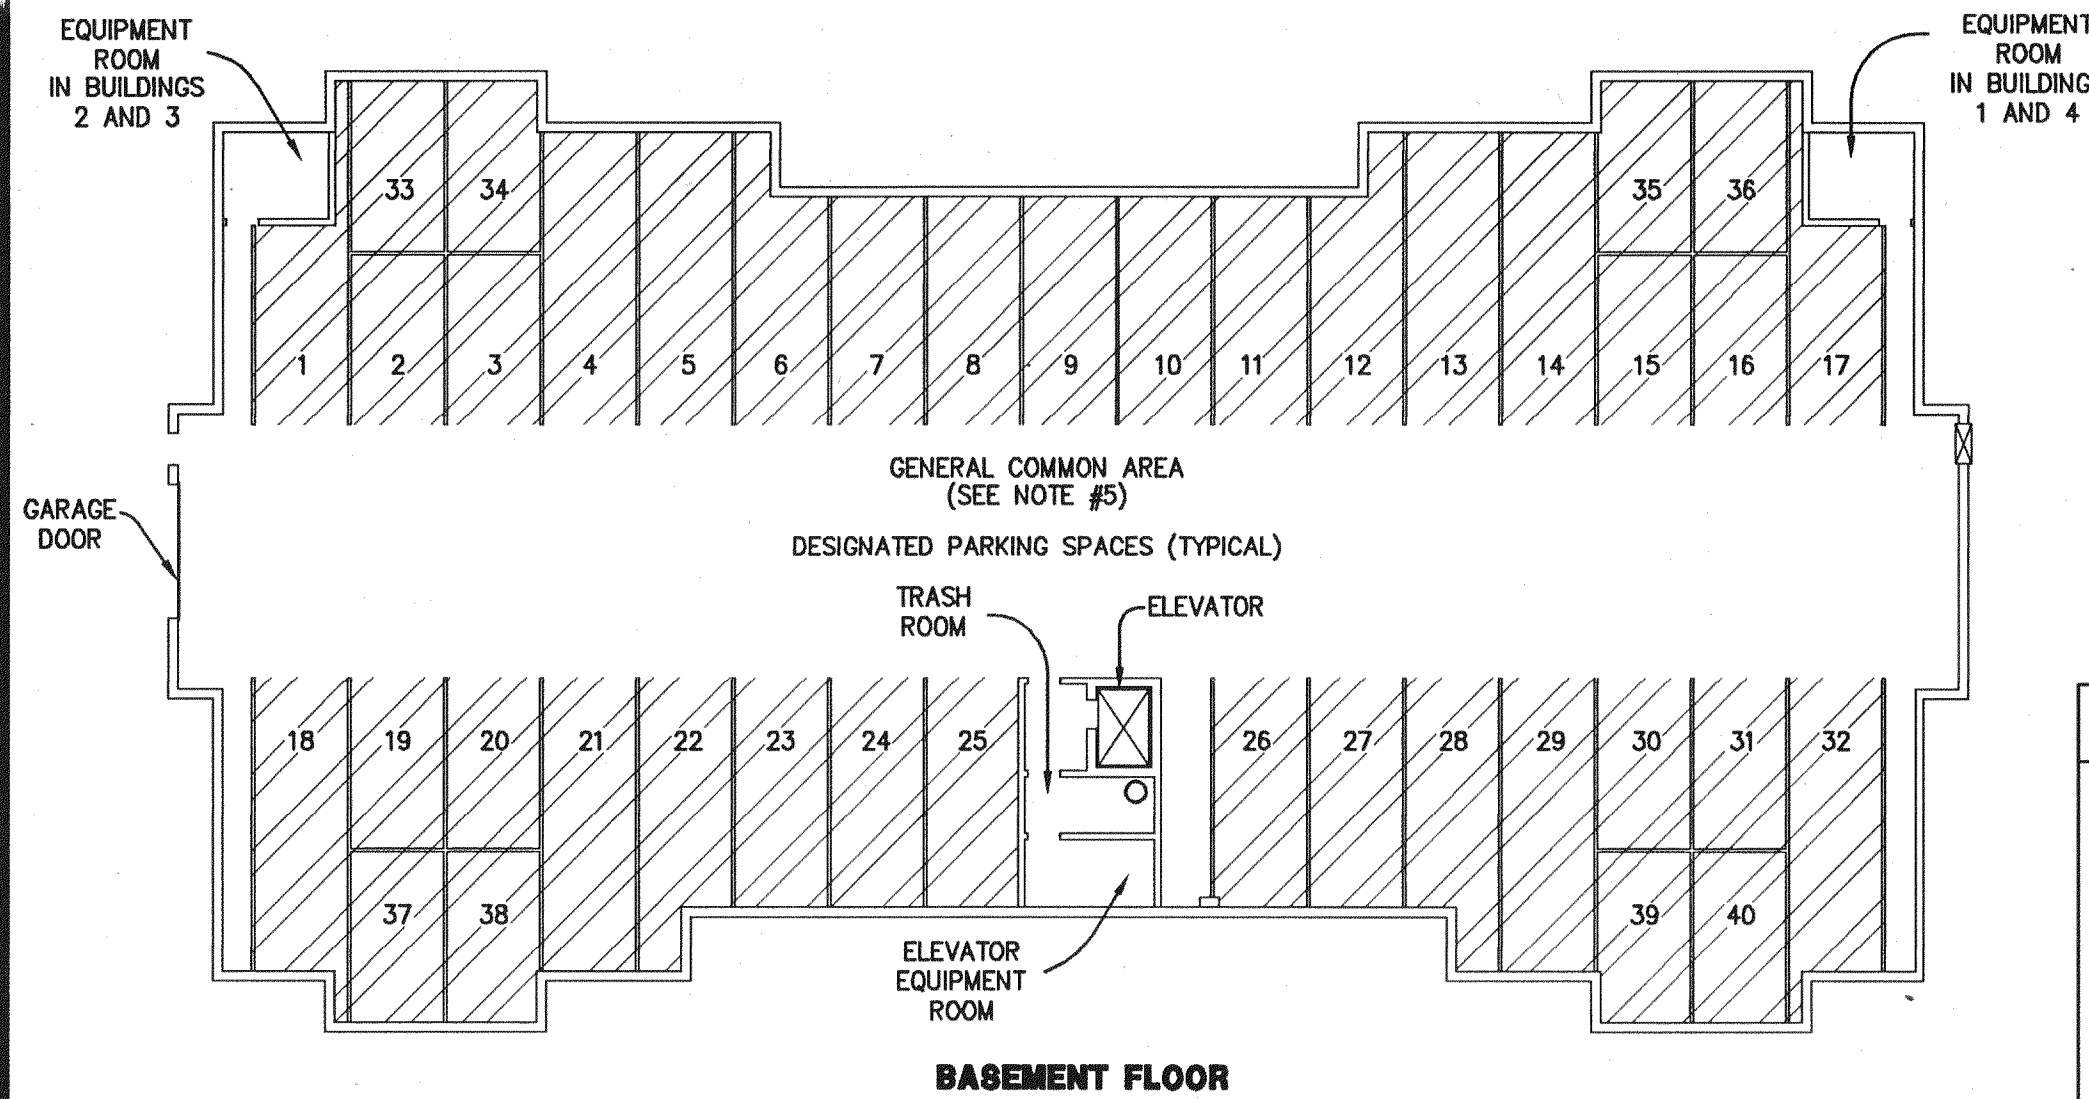 EQUIPMENT
ROOM
IN BUILDINGS
2 AND 3
EQUIPMENT
ROOM
IN BUILDING
1 AND 4
33
34
35
36
1
2
3
4
5
6
7
8
9
10
11
12
13
14
15
16
17
GENERAL COMMON AREA
(SEE NOTE #5)
DESIGNATED PARKING SPACES (TYPICAL)
GARAGE
DOOR
TRASH
ROOM
ELEVATOR
18
19
20
21
22
23
24
25
26
27
28
29
30
31
32
37
38
39
40
ELEVATOR
EQUIPMENT
ROOM
BASEMENT FLOOR